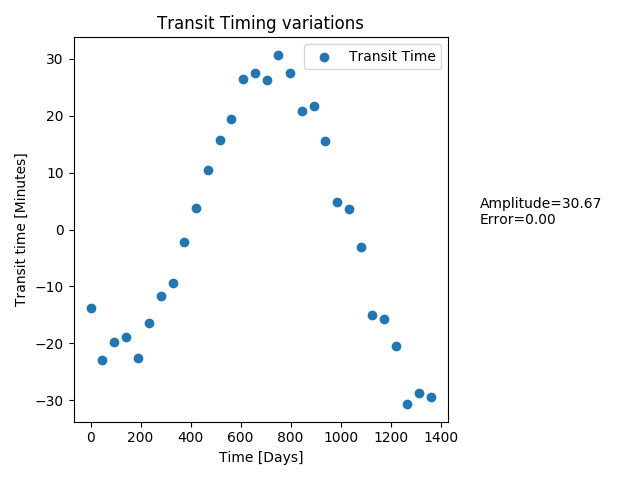 Transit Timing variations
Transit Time
Transit time [Minutes]
30
20
10
0
−10
−20
−30
0
200
400
600
800
1000
1200
1400
Time [Days]
Amplitude=30.67
Error=0.00